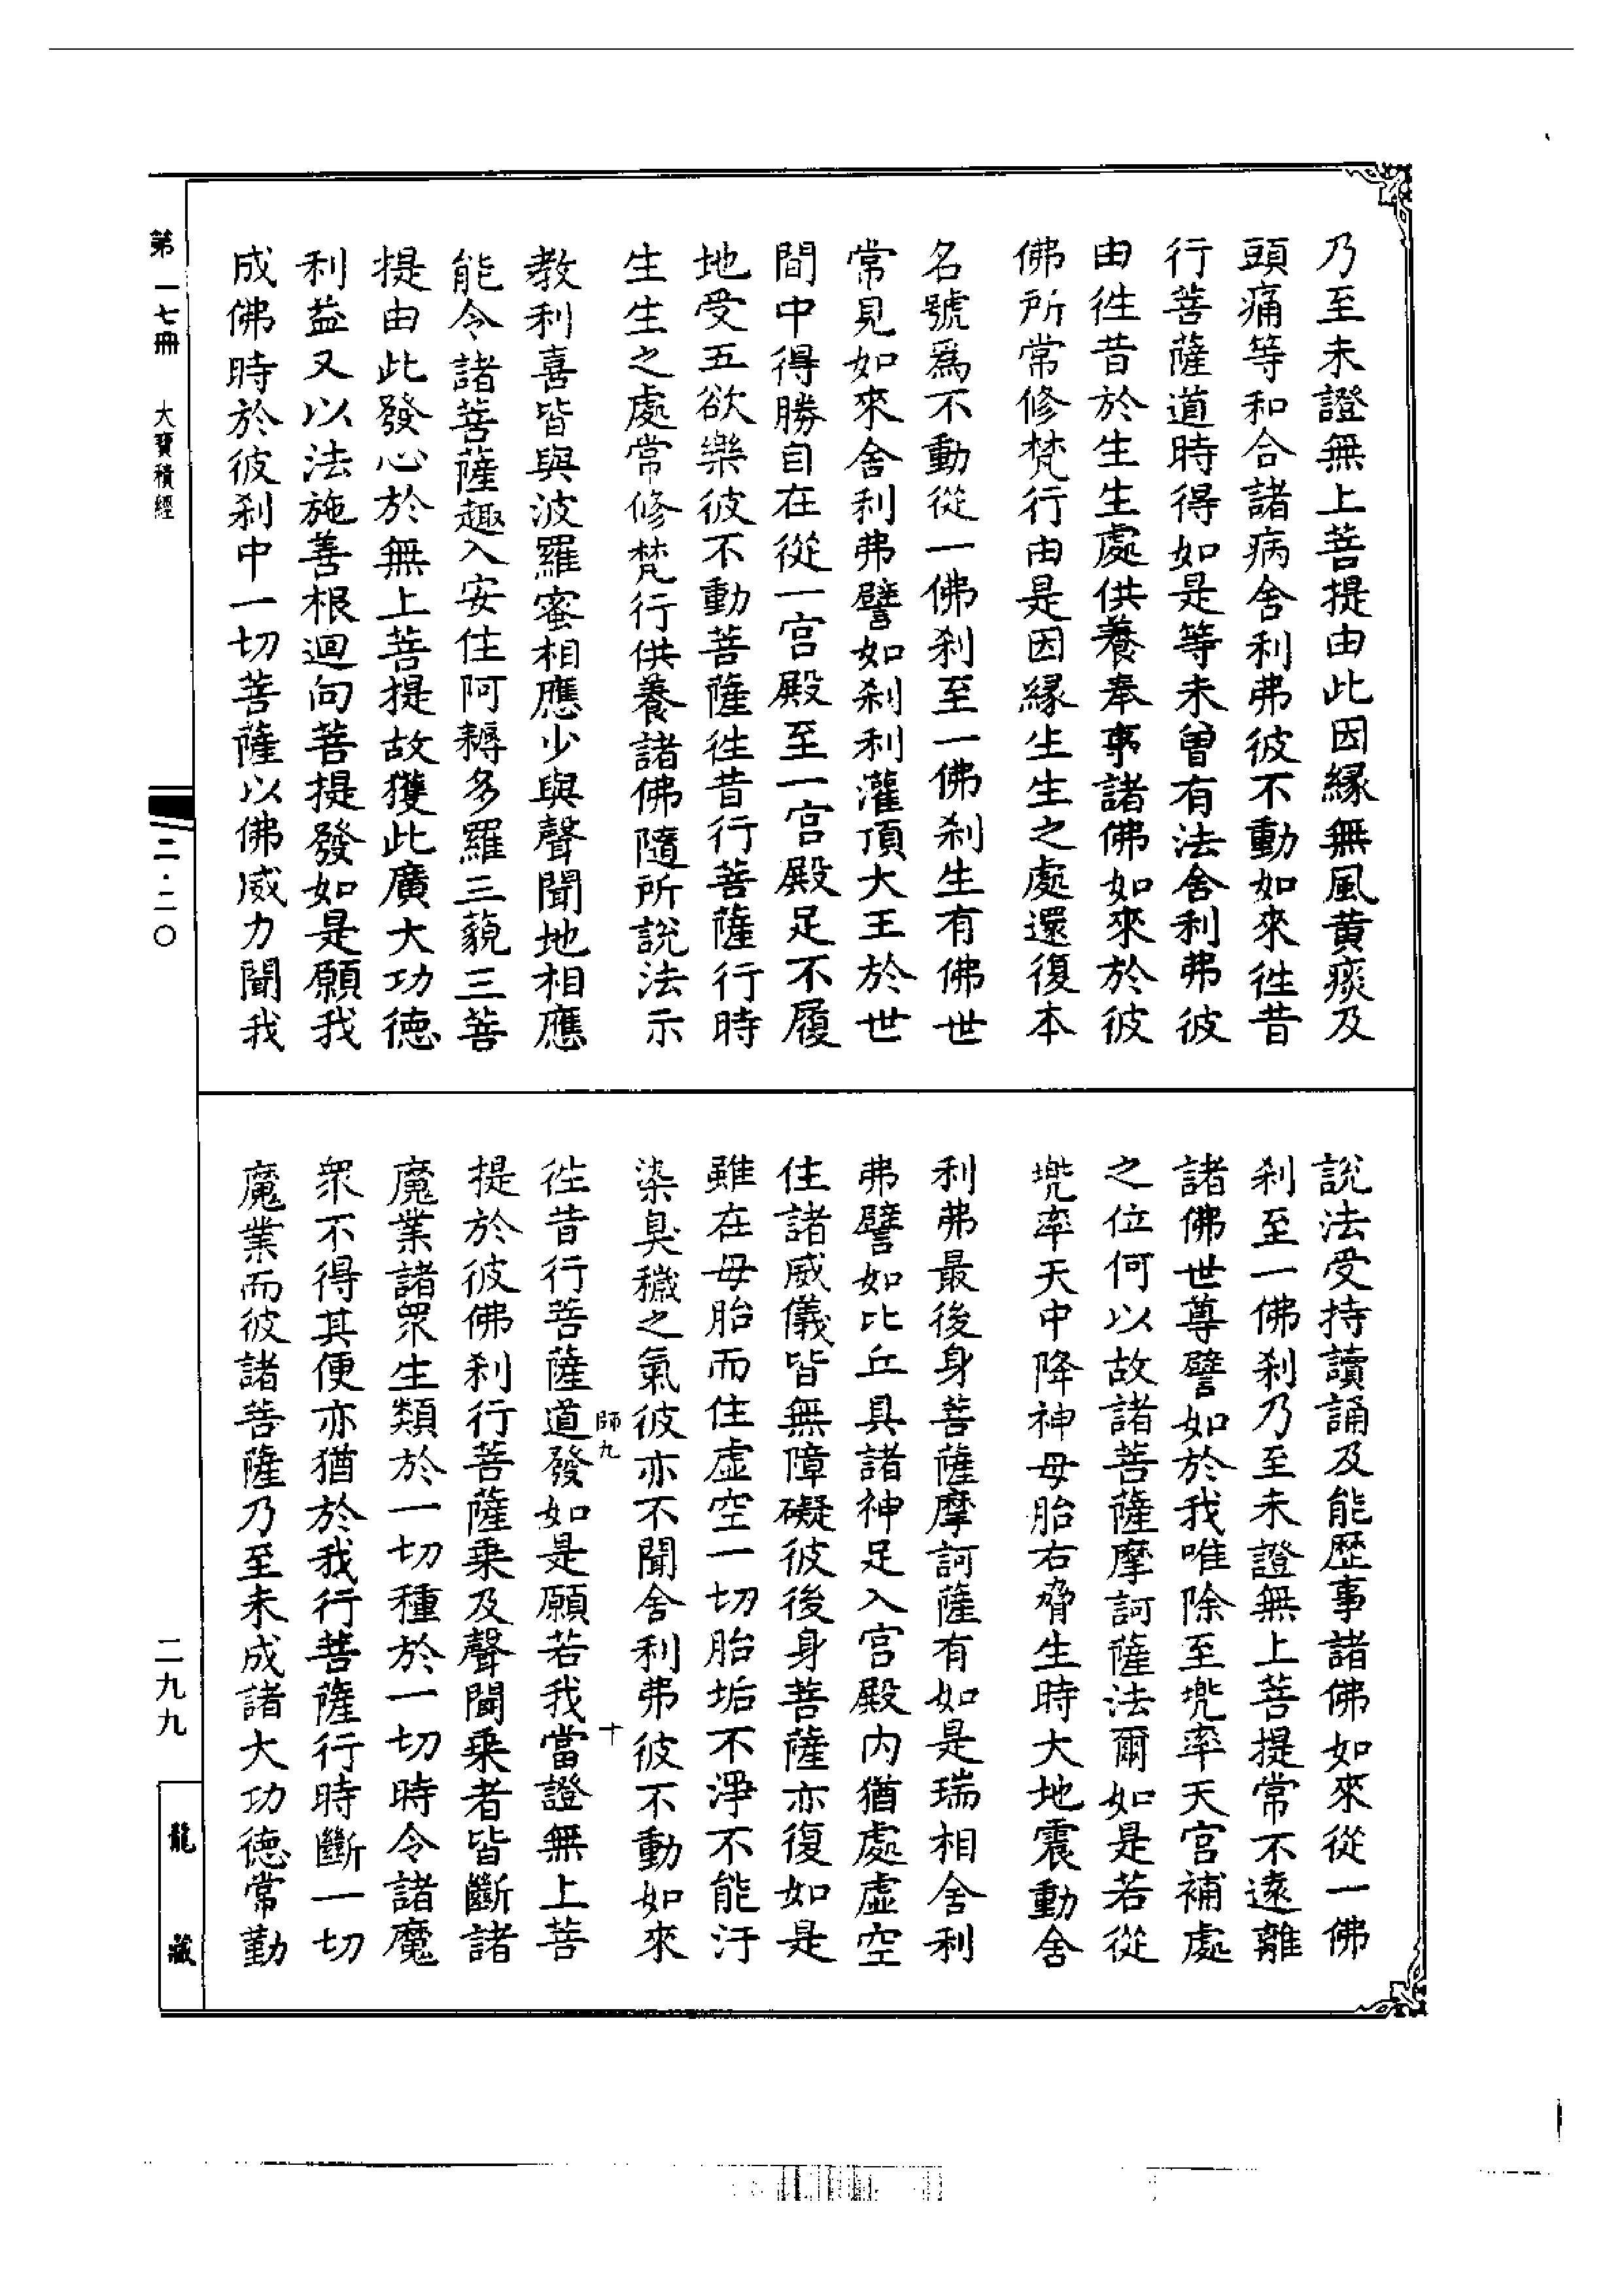 乃至未證無上菩提由此因緣無風黃痰及
頭痛等和合諸病舍利弗彼不動如來徃昔
行菩薩道時得如是等未曾有法舍利弗彼
由徃昔於生生處供養奉事諸佛如來於彼
佛所常修梵行由是因緣生生之處還復本
名號爲不動從一佛刹至一佛刹生有佛世
常見如來舍利弗譬如刹利灌頂大王於世
間中得勝自在從一宮殿至一宮殿足不履
地受五欲樂彼不動菩薩徃昔行菩薩行時
生生之處常修梵行供養諸佛隨所說法示
教利喜皆與波羅蜜相應少與聲聞地相應
能令諸菩薩趣入安住阿耨多羅三藐三菩
提由此發心於無上菩提故獲此廣大功德
利益又以法施善根迴向菩提發如是願我
成佛時於彼刹中一切菩薩以佛威力聞我
說法受持讀誦及能歷事諸佛如來從一佛
刹至一佛刹乃至未證無上菩提常不遠離
諸佛世尊譬如於我唯除至兠率天宮補處
之位何以故諸菩薩摩訶薩法爾如是若從
兠率天中降神母胎右脅生時大地震動舍
利弗最後身菩薩摩訶薩有如是瑞相舍利
弗譬如比丘具諸神足入宮殿内猶處虛空
住諸威儀皆無障礙彼後身菩薩亦復如是
雖在母胎而住虛空一切胎垢不淨不能汙
染臭穢之氣彼亦不聞舍利弗彼不動如來
師九 十
徃昔行菩薩道發如是願若我當證無上菩
提於彼佛刹行菩薩乗及聲聞乗者皆斷諸
魔業諸衆生類於一切種於一切時令諸魔
衆不得其便亦猶於我行菩薩行時斷一切
魔業而彼諸菩薩乃至未成諸大功德常勤
第一七冊 大寶積經
二·二〇
二九九
龍藏